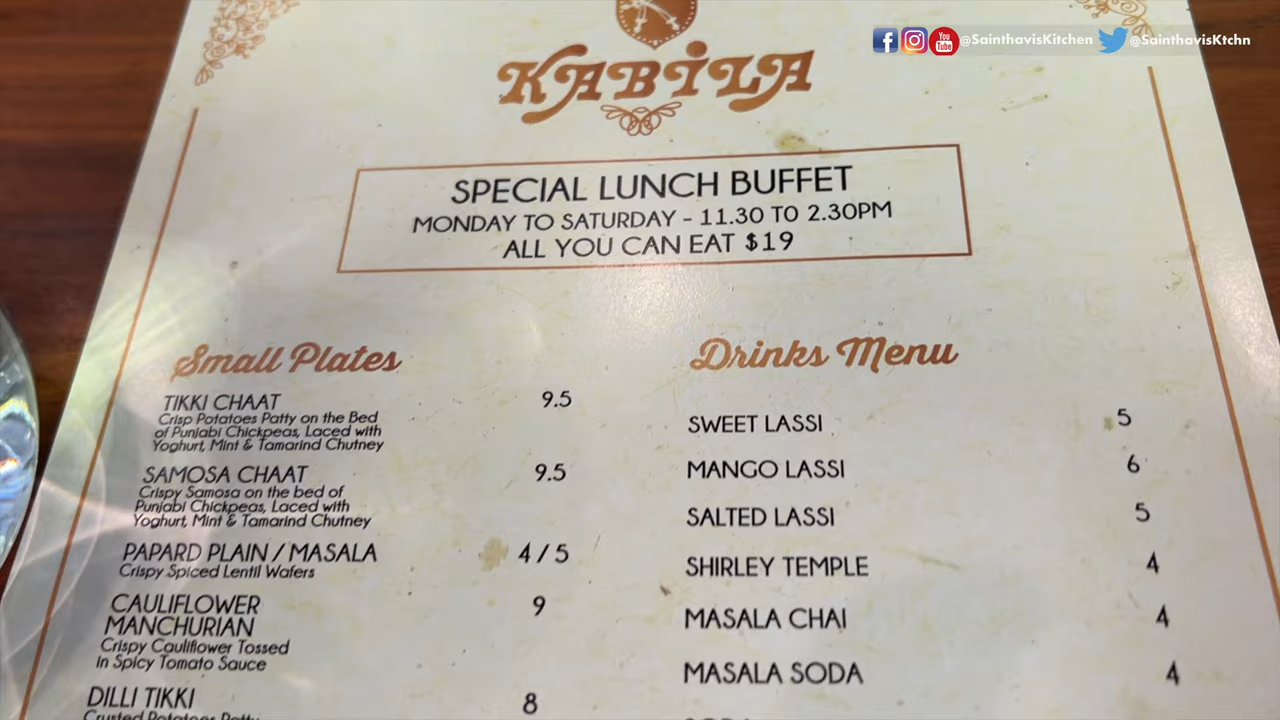 @SainthavisKitchen @SainthavisKtchn
You Tube
KABILA
SPECIAL LUNCH BUFFET
MONDAY TO SATURDAY - 11.30 TO 2.30PM
ALL YOU CAN EAT $19
Small Plates
TIKKI CHAAT 9.5
Crisp Potatoes Patty on the Bed
of Punjabi Chickpeas, Laced with
Yoghurt, Mint & Tamarind Chutney
SAMOSA CHAAT 9.5
Crispy Samosa on the bed of
Punjabi Chickpeas, Laced with
Yoghurt, Mint & Tamarind Chutney
PAPARD PLAIN / MASALA 4 / 5
Crispy Spiced Lentil Wafers
CAULIFLOWER 9
MANCHURIAN
Crispy Cauliflower Tossed
in Spicy Tomato Sauce
DILLI TIKKI 8
Crusted Potatoes Patty
Drinks Menu
SWEET LASSI 5
MANGO LASSI 6
SALTED LASSI 5
SHIRLEY TEMPLE 4
MASALA CHAI 4
MASALA SODA 4